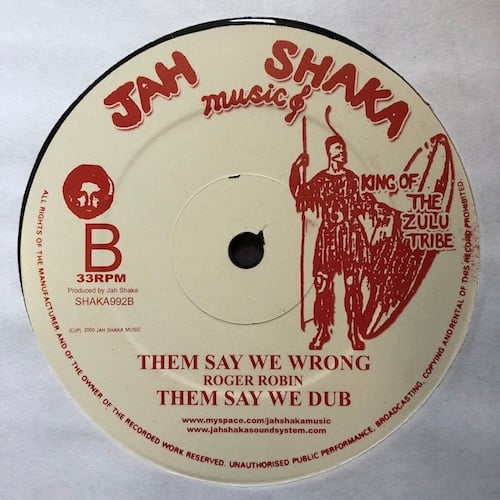 JAH SHAKA
music
KING OF
THE
ZULU
TRIBE
B
33RPM
Produced by Jah Shaka
SHAKA992B
(C)(P) 2006 JAH SHAKA MUSIC
THEM SAY WE WRONG
ROGER ROBIN
THEM SAY WE DUB
www.myspace.com/jahshakamusic
www.jahshakasoundsystem.com
ALL RIGHTS OF THE MANUFACTURER AND OF THE OWNER OF THE RECORDED WORK RESERVED. UNAUTHORISED PUBLIC PERFORMANCE, BROADCASTING, COPYING AND RENTAL OF THIS RECORD PROHIBITED